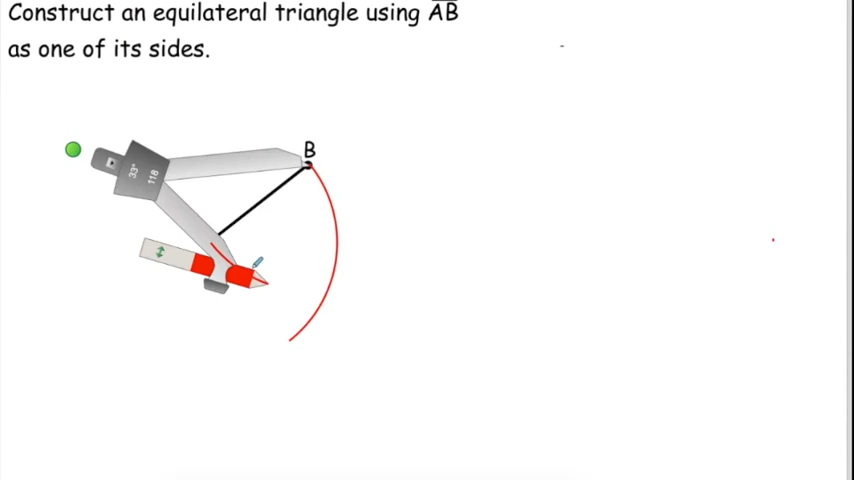 Construct an equilateral triangle using AB
as one of its sides.
B
33°
118